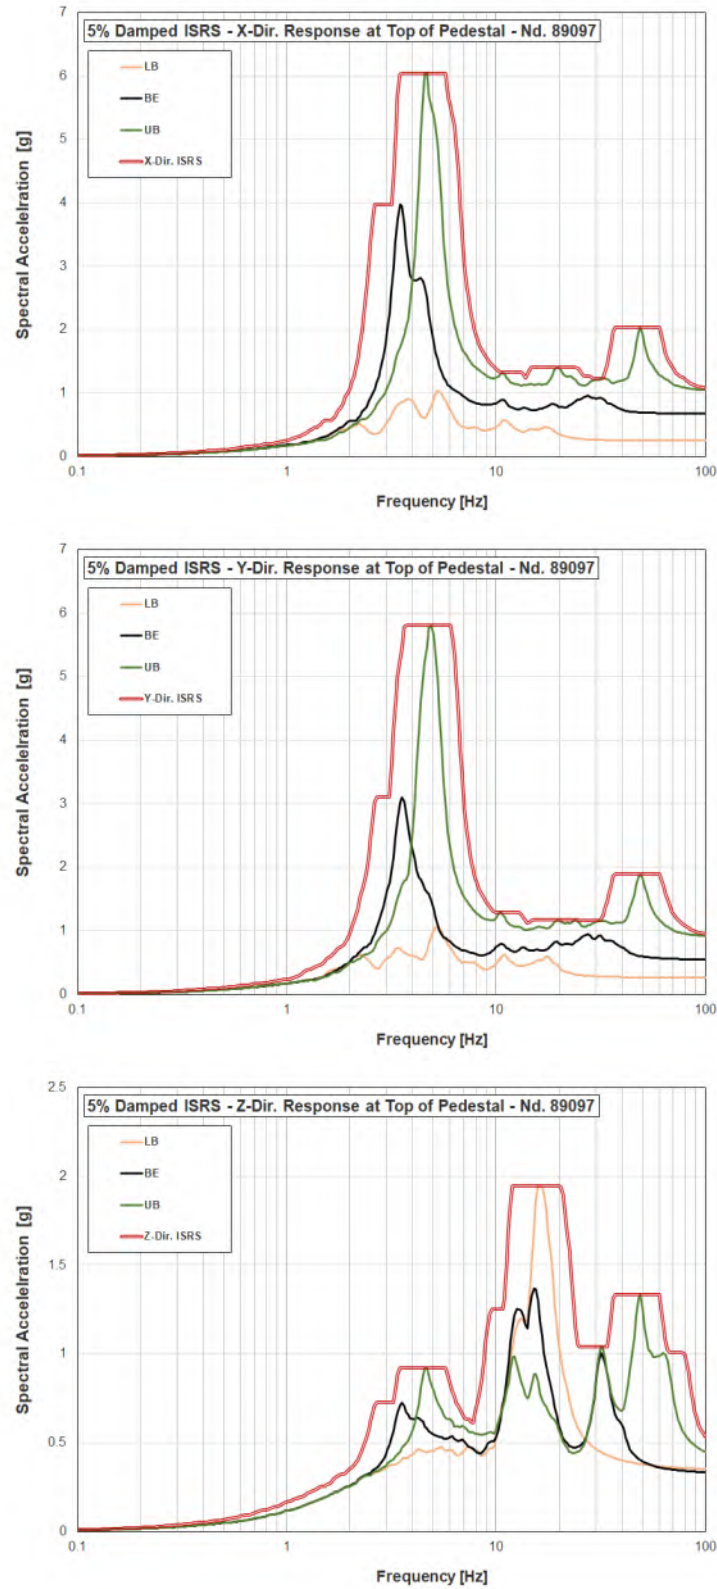 5% Damped ISRS - X-Dir. Response at Top of Pedestal - Nd. 89097
LB
BE
UB
X-Dir. ISRS
Spectral Accelelration [g]
7
6
5
4
3
2
1
0
0.1
1
10
100
Frequency [Hz]
5% Damped ISRS - Y-Dir. Response at Top of Pedestal - Nd. 89097
LB
BE
UB
Y-Dir. ISRS
Spectral Accelelration [g]
7
6
5
4
3
2
1
0
0.1
1
10
100
Frequency [Hz]
5% Damped ISRS - Z-Dir. Response at Top of Pedestal - Nd. 89097
LB
BE
UB
Z-Dir. ISRS
Spectral Accelelration [g]
2.5
2
1.5
1
0.5
0
0.1
1
10
100
Frequency [Hz]